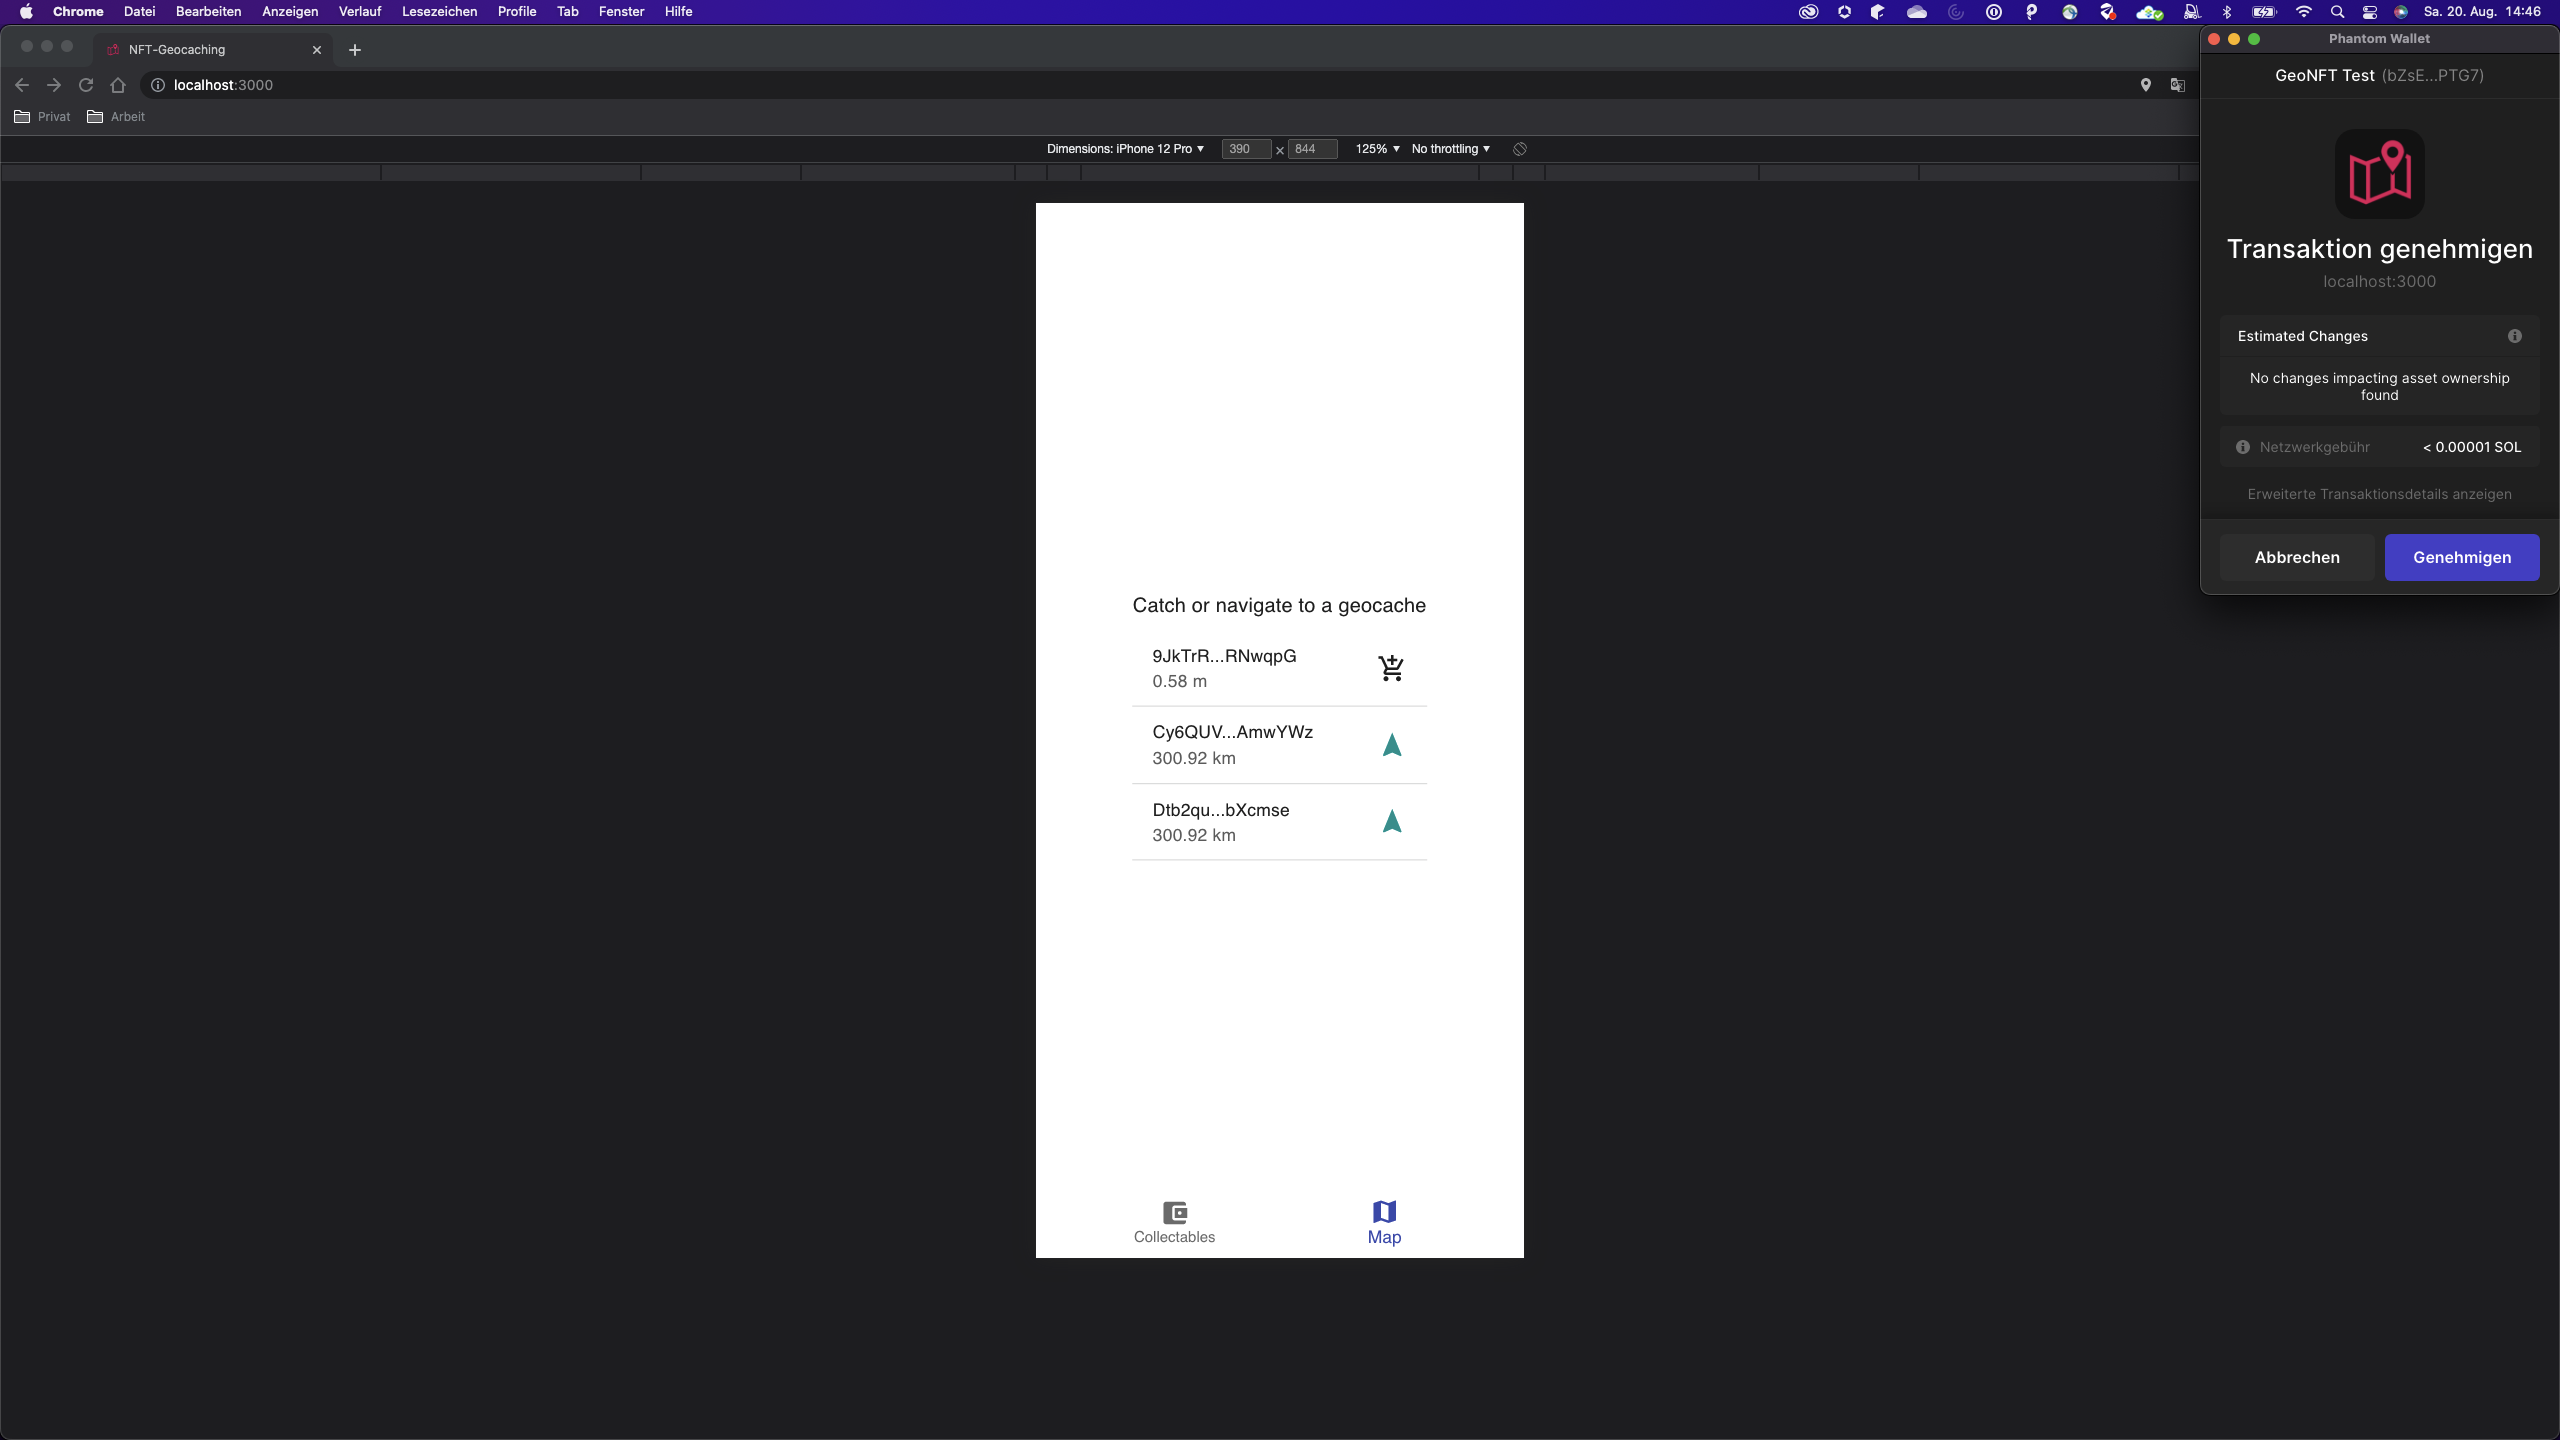 Chrome Datei Bearbeiten Anzeigen Verlauf Lesezeichen Profile Tab Fenster Hilfe Sa. 20. Aug. 14:46
NFT-Geocaching
localhost:3000
Privat Arbeit
Dimensions: iPhone 12 Pro 390 × 844 125% No throttling
Catch or navigate to a geocache
9JkTrR...RNwqpG
0.58 m
Cy6QUV...AmwYWz
300.92 km
Dtb2qu...bXcmse
300.92 km
Collectables Map
Phantom Wallet
GeoNFT Test (bZsE...PTG7)
Transaktion genehmigen
localhost:3000
Estimated Changes
No changes impacting asset ownership
found
Netzwerkgebühr < 0.00001 SOL
Erweiterte Transaktionsdetails anzeigen
Abbrechen Genehmigen